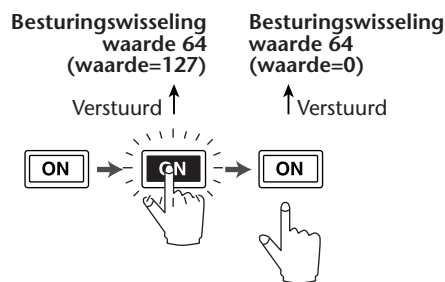 Besturingswisseling
waarde 64
(waarde=127)
Besturingswisseling
waarde 64
(waarde=0)
Verstuurd
Verstuurd
ON
ON
ON